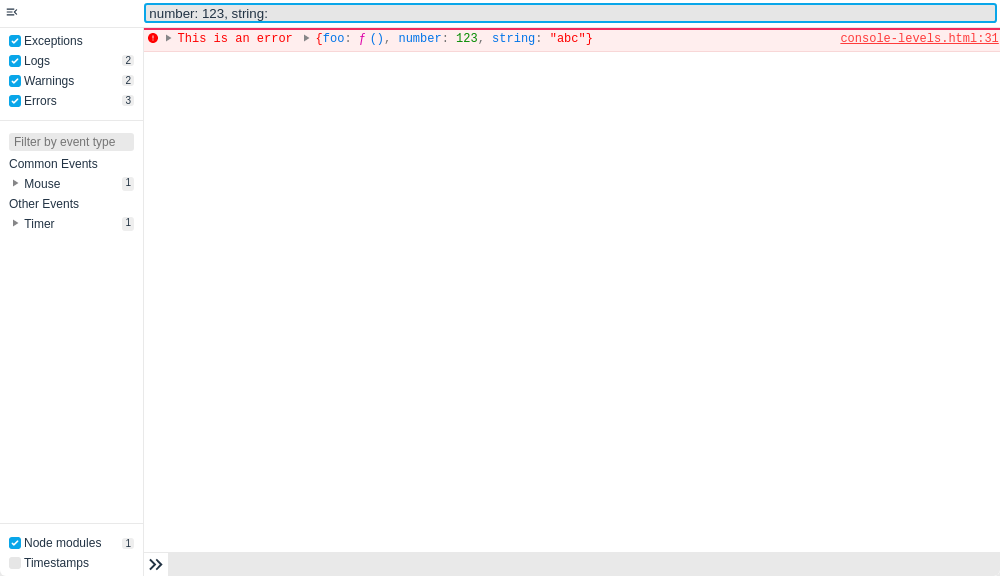 number: 123, string:
Exceptions
Logs 2
Warnings 2
Errors 3
Filter by event type
Common Events
Mouse 1
Other Events
Timer 1
This is an error {foo: ƒ (), number: 123, string: "abc"} console-levels.html:31
Node modules 1
Timestamps